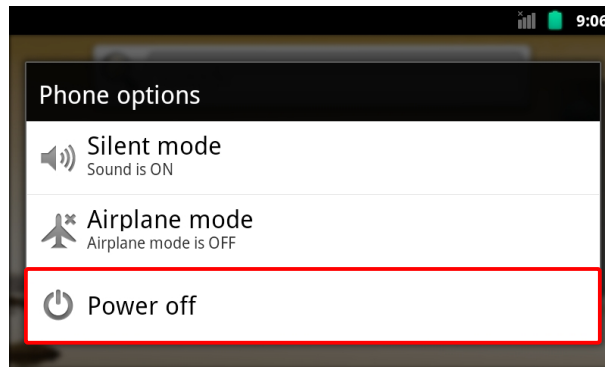 9:06
Phone options
Silent mode
Sound is ON
Airplane mode
Airplane mode is OFF
Power off